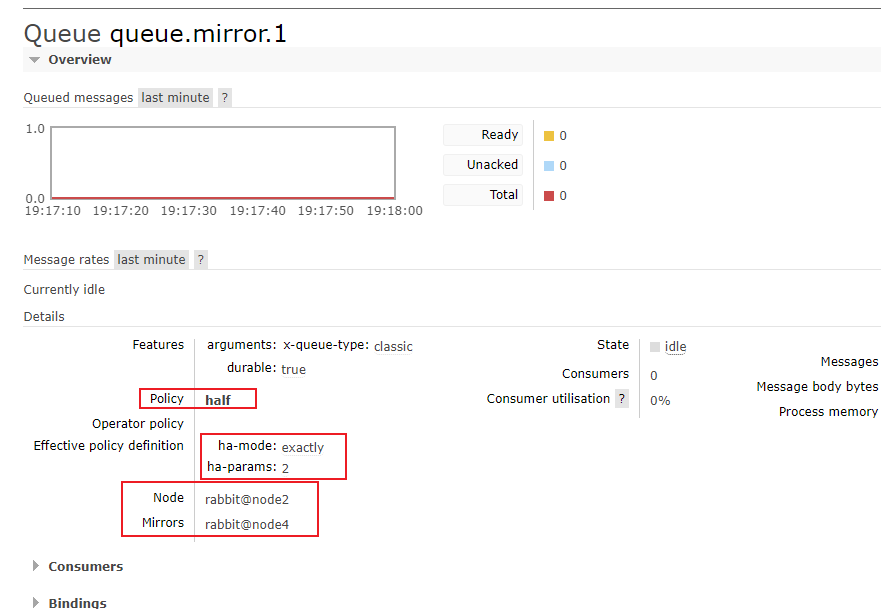 Queue queue.mirror.1
Overview
Queued messages last minute ?
1.0
0.0
19:17:10 19:17:20 19:17:30 19:17:40 19:17:50 19:18:00
Ready 0
Unacked 0
Total 0
Message rates last minute ?
Currently idle
Details
Features arguments: x-queue-type: classic
durable: true
Policy half
Operator policy
Effective policy definition ha-mode: exactly
ha-params: 2
Node rabbit@node2
Mirrors rabbit@node4
State idle
Consumers 0
Consumer utilisation ? 0%
Messages
Message body bytes
Process memory
Consumers
Bindings